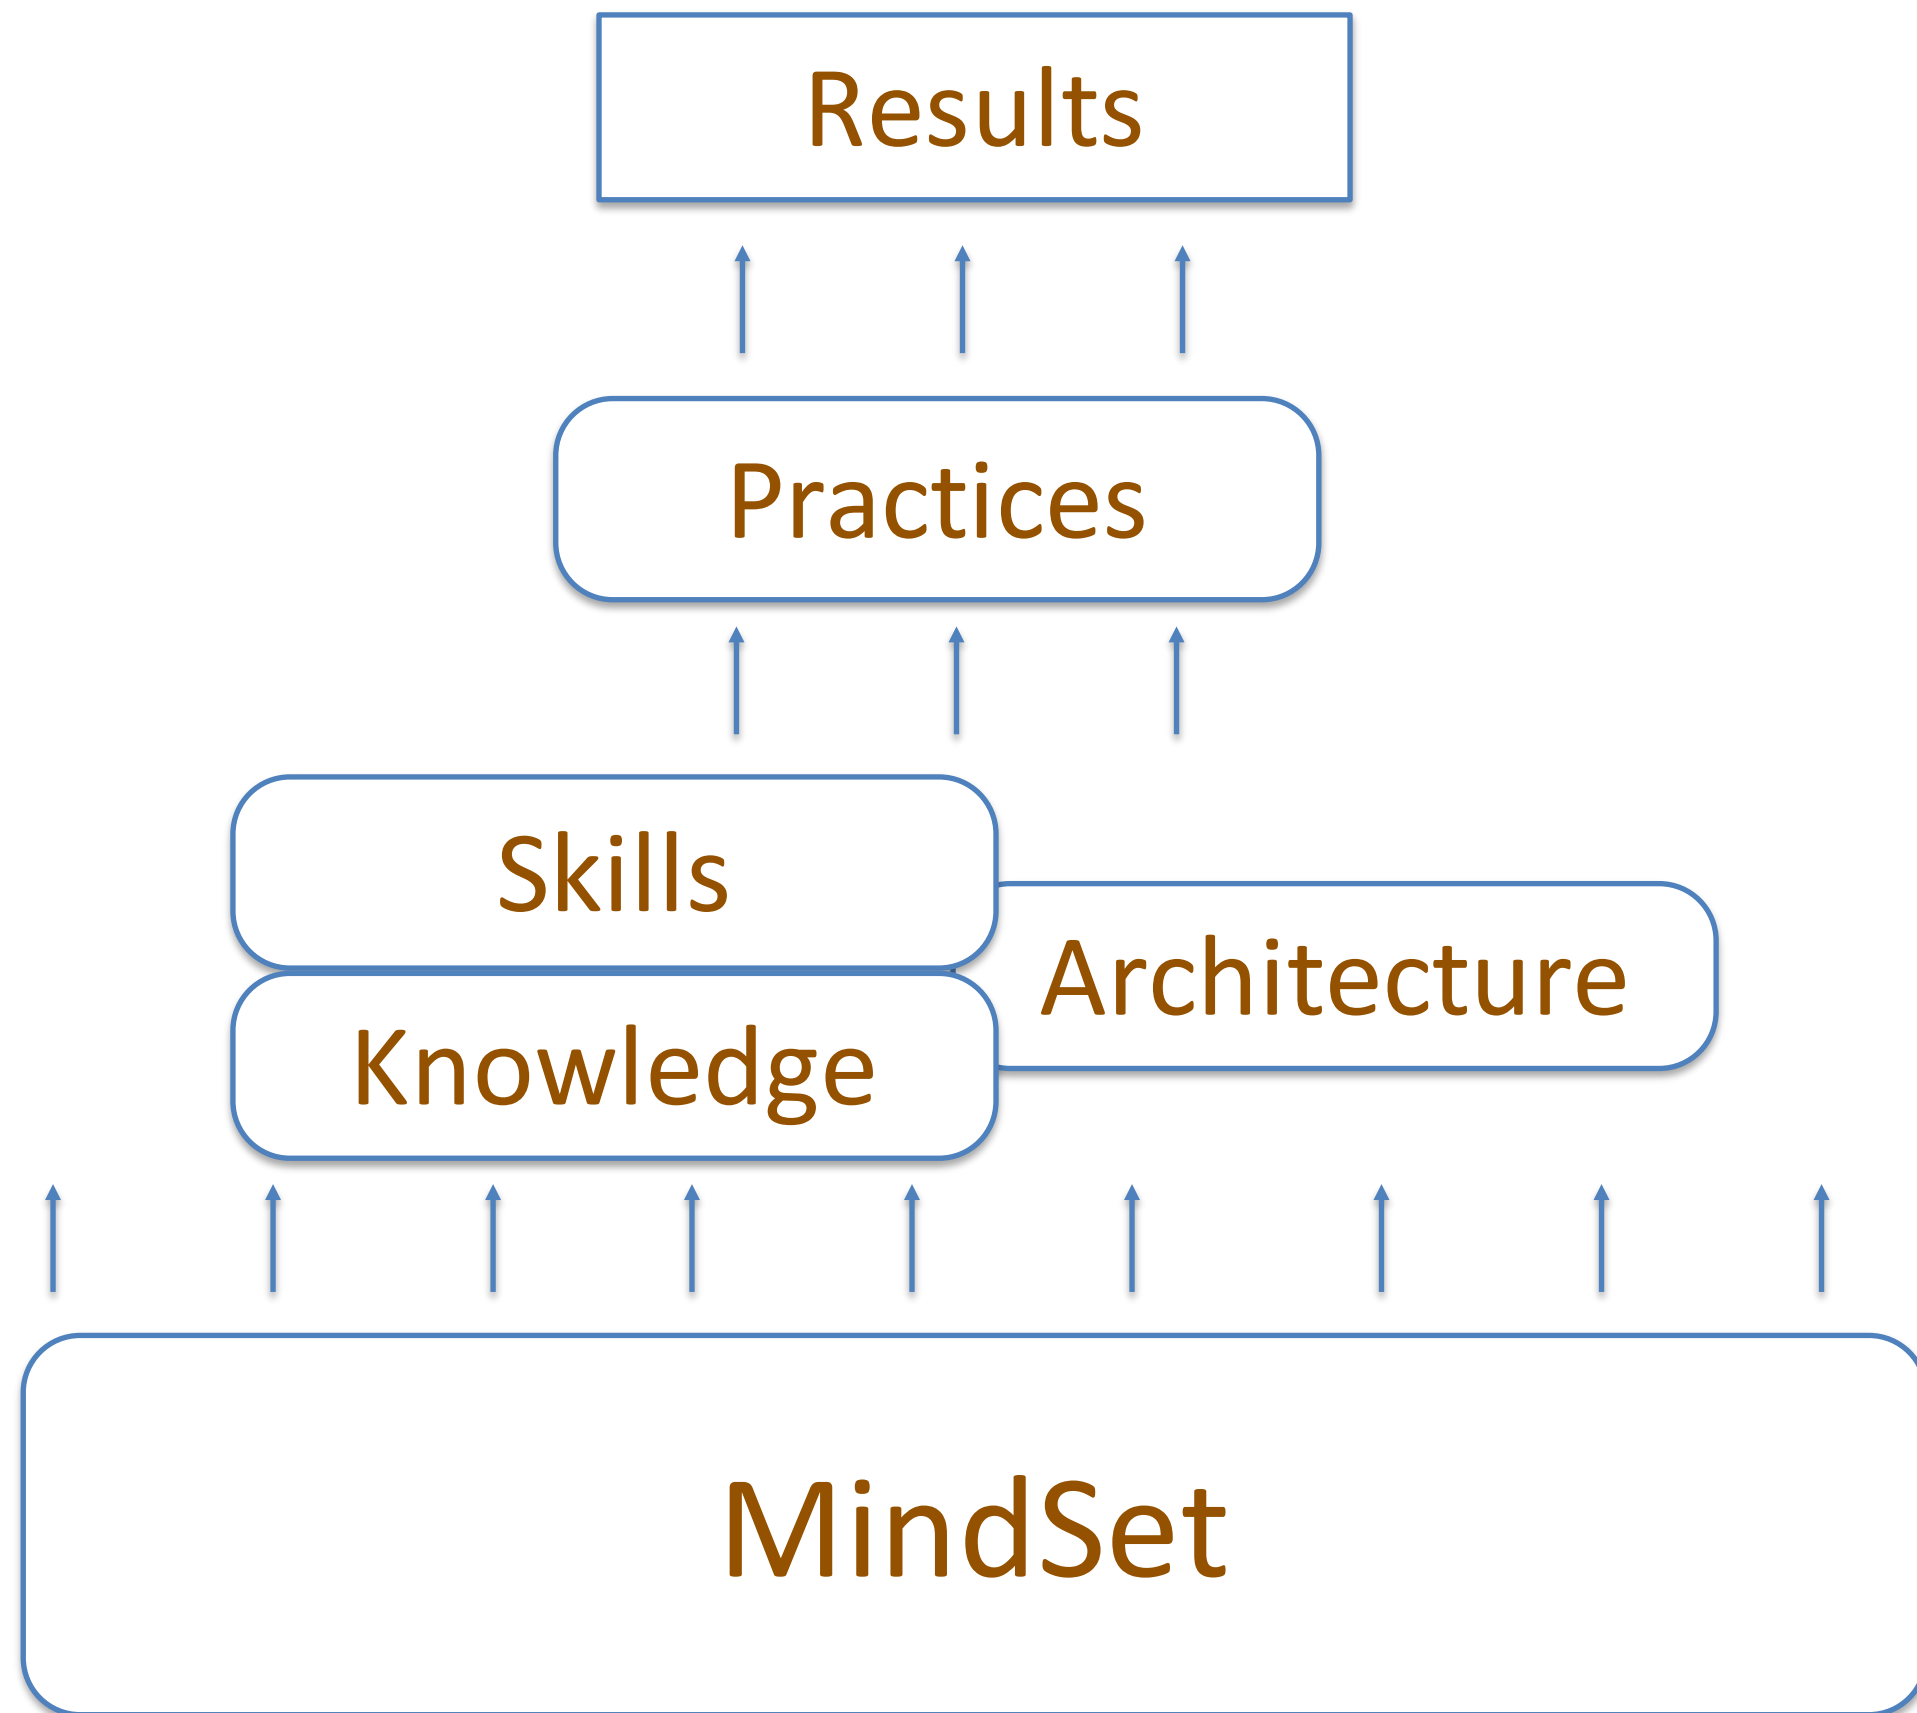 Results
Practices
Skills
Architecture
Knowledge
MindSet